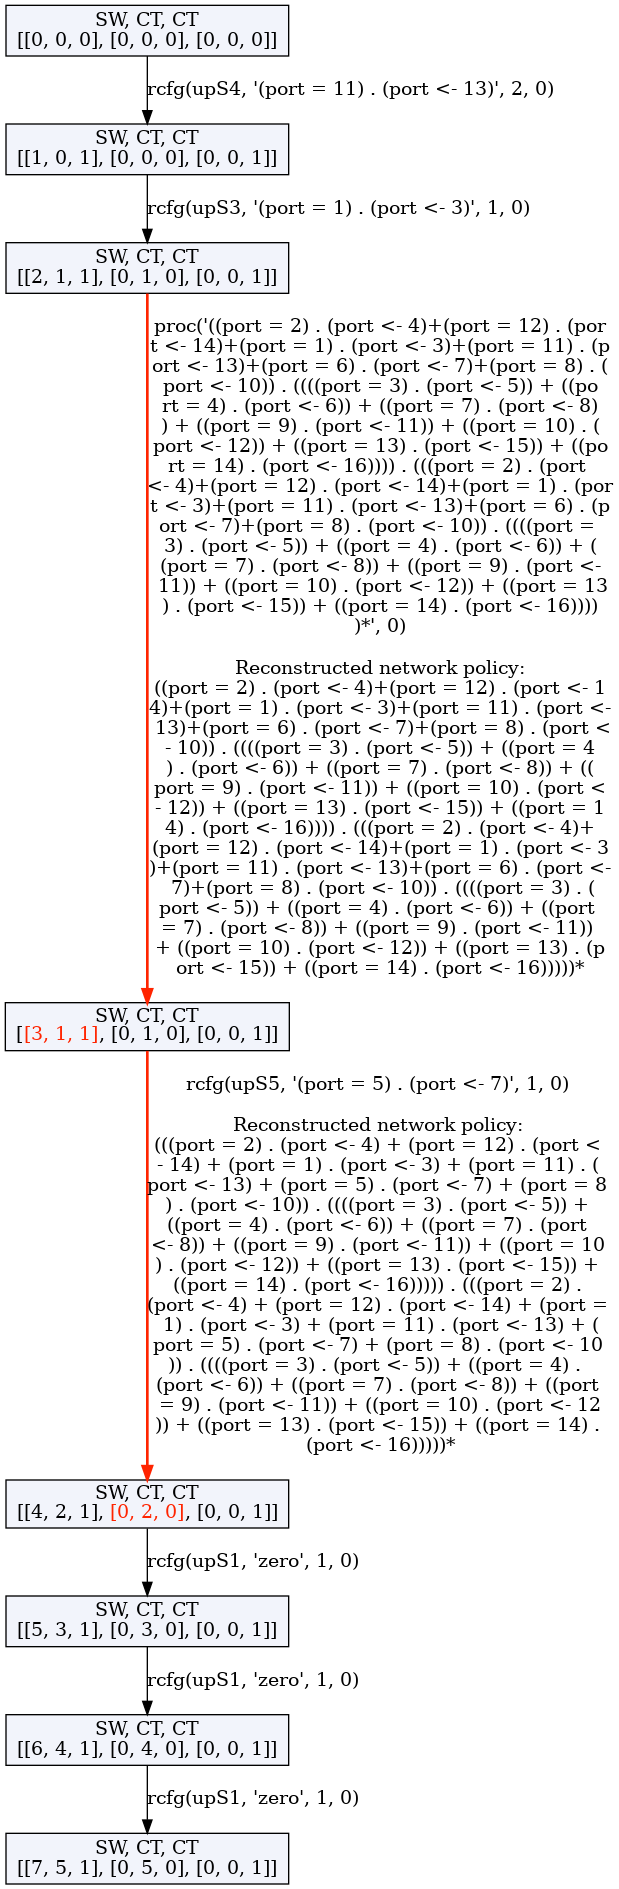 SW, CT, CT
[[0, 0, 0], [0, 0, 0], [0, 0, 0]]
rcfg(upS4, '(port = 11) . (port <- 13)', 2, 0)
SW, CT, CT
[[1, 0, 1], [0, 0, 0], [0, 0, 1]]
rcfg(upS3, '(port = 1) . (port <- 3)', 1, 0)
SW, CT, CT
[[2, 1, 1], [0, 1, 0], [0, 0, 1]]
proc('((port = 2) . (port <- 4)+(port = 12) . (por
t <- 14)+(port = 1) . (port <- 3)+(port = 11) . (p
ort <- 13)+(port = 6) . (port <- 7)+(port = 8) . (
port <- 10)) . ((((port = 3) . (port <- 5)) + ((po
rt = 4) . (port <- 6)) + ((port = 7) . (port <- 8)
) + ((port = 9) . (port <- 11)) + ((port = 10) . (
port <- 12)) + ((port = 13) . (port <- 15)) + ((po
rt = 14) . (port <- 16)))) . (((port = 2) . (port 
<- 4)+(port = 12) . (port <- 14)+(port = 1) . (por
t <- 3)+(port = 11) . (port <- 13)+(port = 6) . (p
ort <- 7)+(port = 8) . (port <- 10)) . ((((port =
3) . (port <- 5)) + ((port = 4) . (port <- 6)) + (
(port = 7) . (port <- 8)) + ((port = 9) . (port <-
11)) + ((port = 10) . (port <- 12)) + ((port = 13
) . (port <- 15)) + ((port = 14) . (port <- 16))))
)*', 0)
Reconstructed network policy:
((port = 2) . (port <- 4)+(port = 12) . (port <- 1
4)+(port = 1) . (port <- 3)+(port = 11) . (port <-
13)+(port = 6) . (port <- 7)+(port = 8) . (port <
- 10)) . ((((port = 3) . (port <- 5)) + ((port = 4
) . (port <- 6)) + ((port = 7) . (port <- 8)) + ((
port = 9) . (port <- 11)) + ((port = 10) . (port <
- 12)) + ((port = 13) . (port <- 15)) + ((port = 1
4) . (port <- 16)))) . (((port = 2) . (port <- 4)+
(port = 12) . (port <- 14)+(port = 1) . (port <- 3
)+(port = 11) . (port <- 13)+(port = 6) . (port <-
7)+(port = 8) . (port <- 10)) . ((((port = 3) . (
port <- 5)) + ((port = 4) . (port <- 6)) + ((port
= 7) . (port <- 8)) + ((port = 9) . (port <- 11))
+ ((port = 10) . (port <- 12)) + ((port = 13) . (p
ort <- 15)) + ((port = 14) . (port <- 16)))))*
SW, CT, CT
[[3, 1, 1], [0, 1, 0], [0, 0, 1]]
rcfg(upS5, '(port = 5) . (port <- 7)', 1, 0)
Reconstructed network policy:
(((port = 2) . (port <- 4) + (port = 12) . (port <
- 14) + (port = 1) . (port <- 3) + (port = 11) . (
port <- 13) + (port = 5) . (port <- 7) + (port = 8
) . (port <- 10)) . ((((port = 3) . (port <- 5)) +
((port = 4) . (port <- 6)) + ((port = 7) . (port
<- 8)) + ((port = 9) . (port <- 11)) + ((port = 10
) . (port <- 12)) + ((port = 13) . (port <- 15)) +
((port = 14) . (port <- 16))))) . (((port = 2) .
(port <- 4) + (port = 12) . (port <- 14) + (port =
1) . (port <- 3) + (port = 11) . (port <- 13) + (
port = 5) . (port <- 7) + (port = 8) . (port <- 10
)) . ((((port = 3) . (port <- 5)) + ((port = 4) .
(port <- 6)) + ((port = 7) . (port <- 8)) + ((port
= 9) . (port <- 11)) + ((port = 10) . (port <- 12
)) + ((port = 13) . (port <- 15)) + ((port = 14) .
(port <- 16)))))*
SW, CT, CT
[[4, 2, 1], [0, 2, 0], [0, 0, 1]]
rcfg(upS1, 'zero', 1, 0)
SW, CT, CT
[[5, 3, 1], [0, 3, 0], [0, 0, 1]]
rcfg(upS1, 'zero', 1, 0)
SW, CT, CT
[[6, 4, 1], [0, 4, 0], [0, 0, 1]]
rcfg(upS1, 'zero', 1, 0)
SW, CT, CT
[[7, 5, 1], [0, 5, 0], [0, 0, 1]]